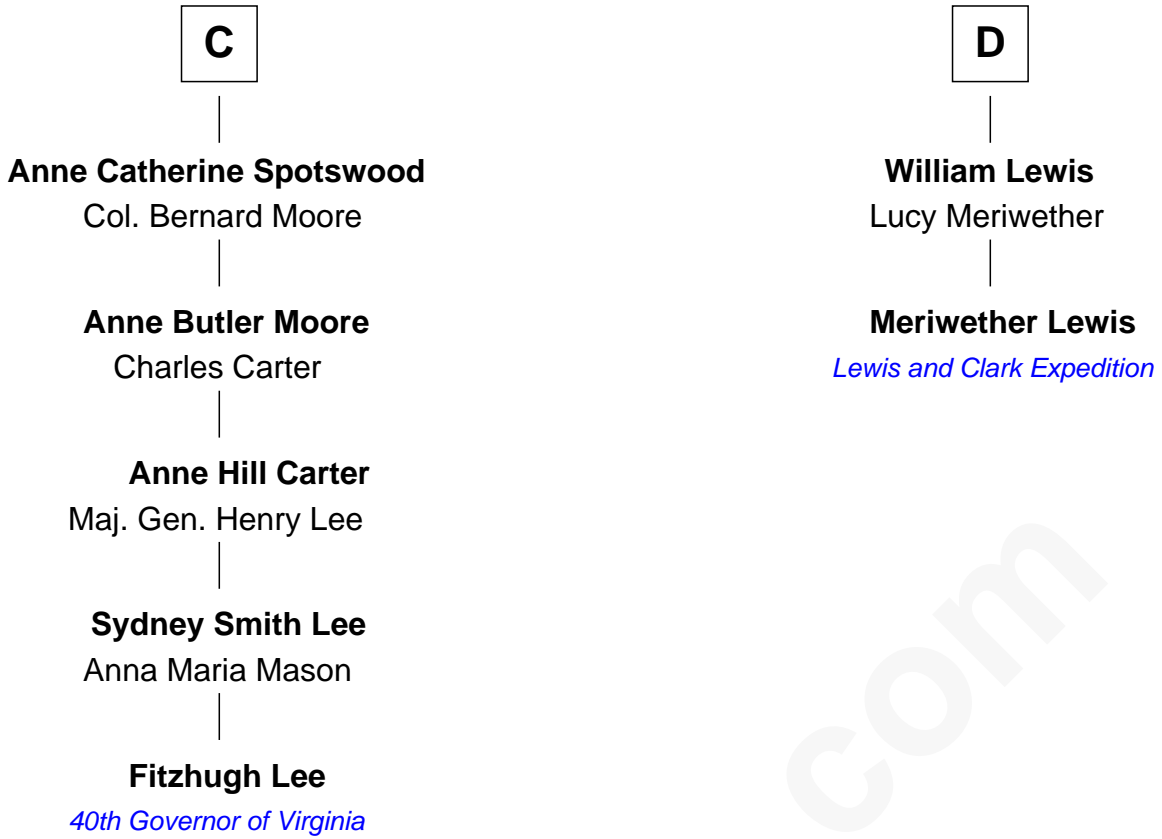 C
Anne Catherine Spotswood
Col. Bernard Moore
Anne Butler Moore
Charles Carter
Anne Hill Carter
Maj. Gen. Henry Lee
Sydney Smith Lee
Anna Maria Mason
Fitzhugh Lee
40th Governor of Virginia
D
William Lewis
Lucy Meriwether
Meriwether Lewis
Lewis and Clark Expedition
com